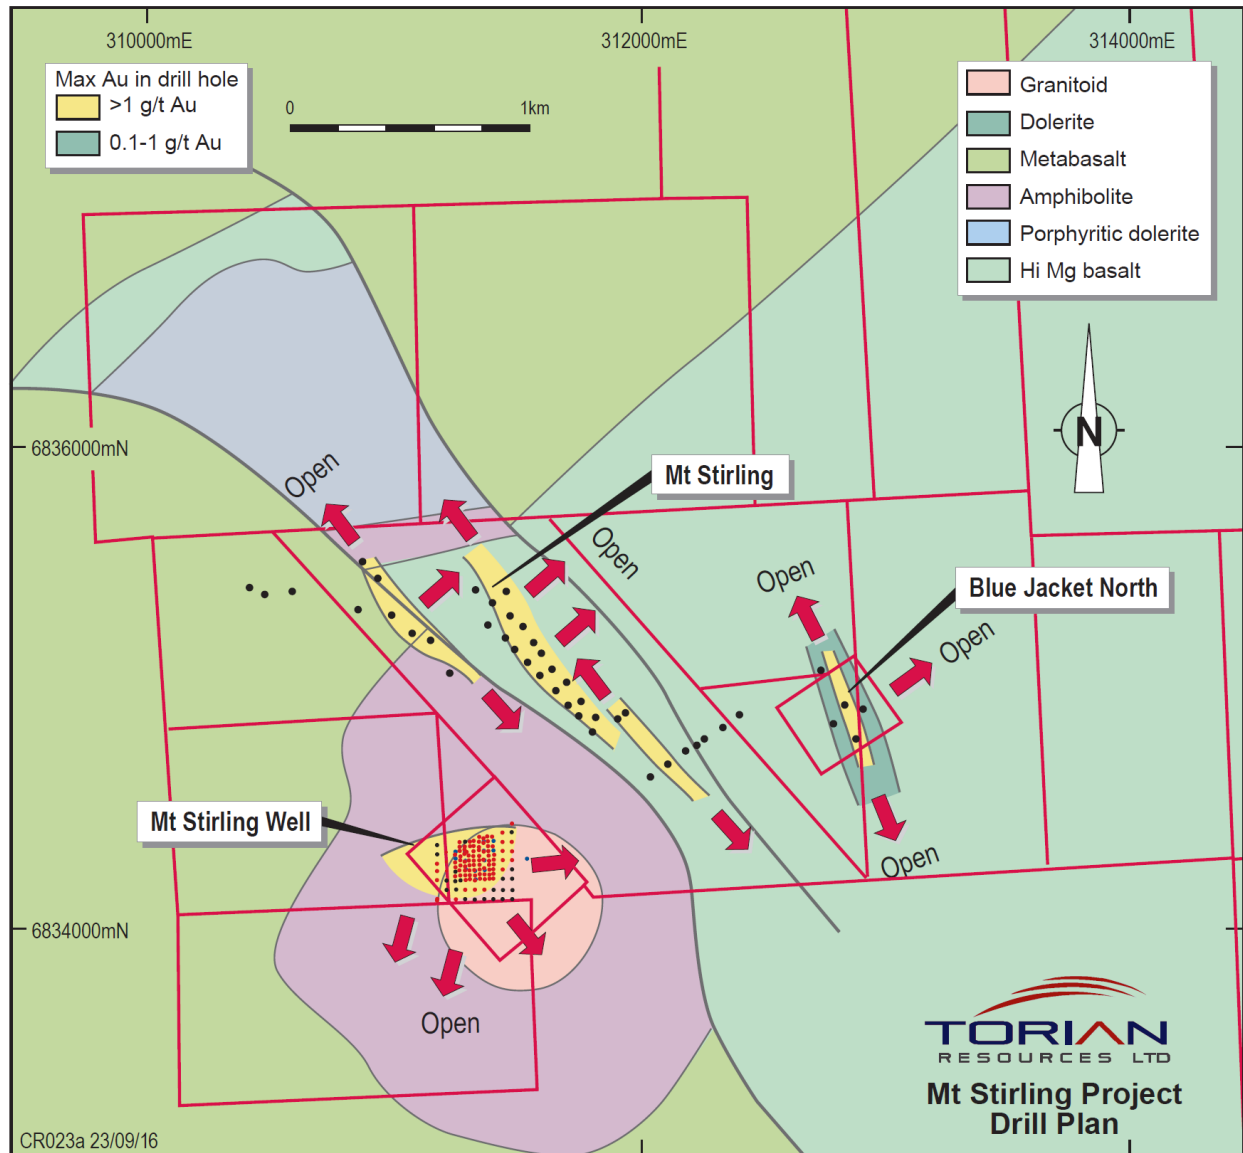 310000mE
312000mE
314000mE
Max Au in drill hole
>1 g/t Au
0.1-1 g/t Au
0
1km
Granitoid
Dolerite
Metabasalt
Amphibolite
Porphyritic dolerite
Hi Mg basalt
N
6836000mN
Open
Mt Stirling
Open
Open
Blue Jacket North
Open
Mt Stirling Well
Open
6834000mN
Open
TORIAN
RESOURCES LTD
Mt Stirling Project
Drill Plan
CR023a 23/09/16